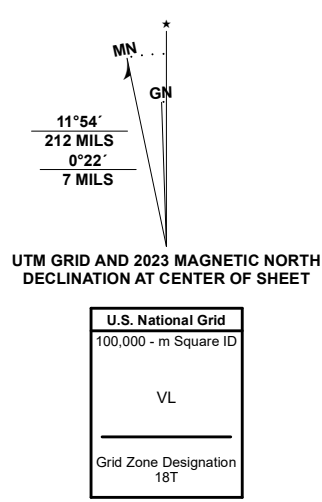 ★
MN
GN
11°54´
212 MILS
0°22´
7 MILS
UTM GRID AND 2023 MAGNETIC NORTH
DECLINATION AT CENTER OF SHEET
U.S. National Grid
100,000 - m Square ID
VL
Grid Zone Designation
18T